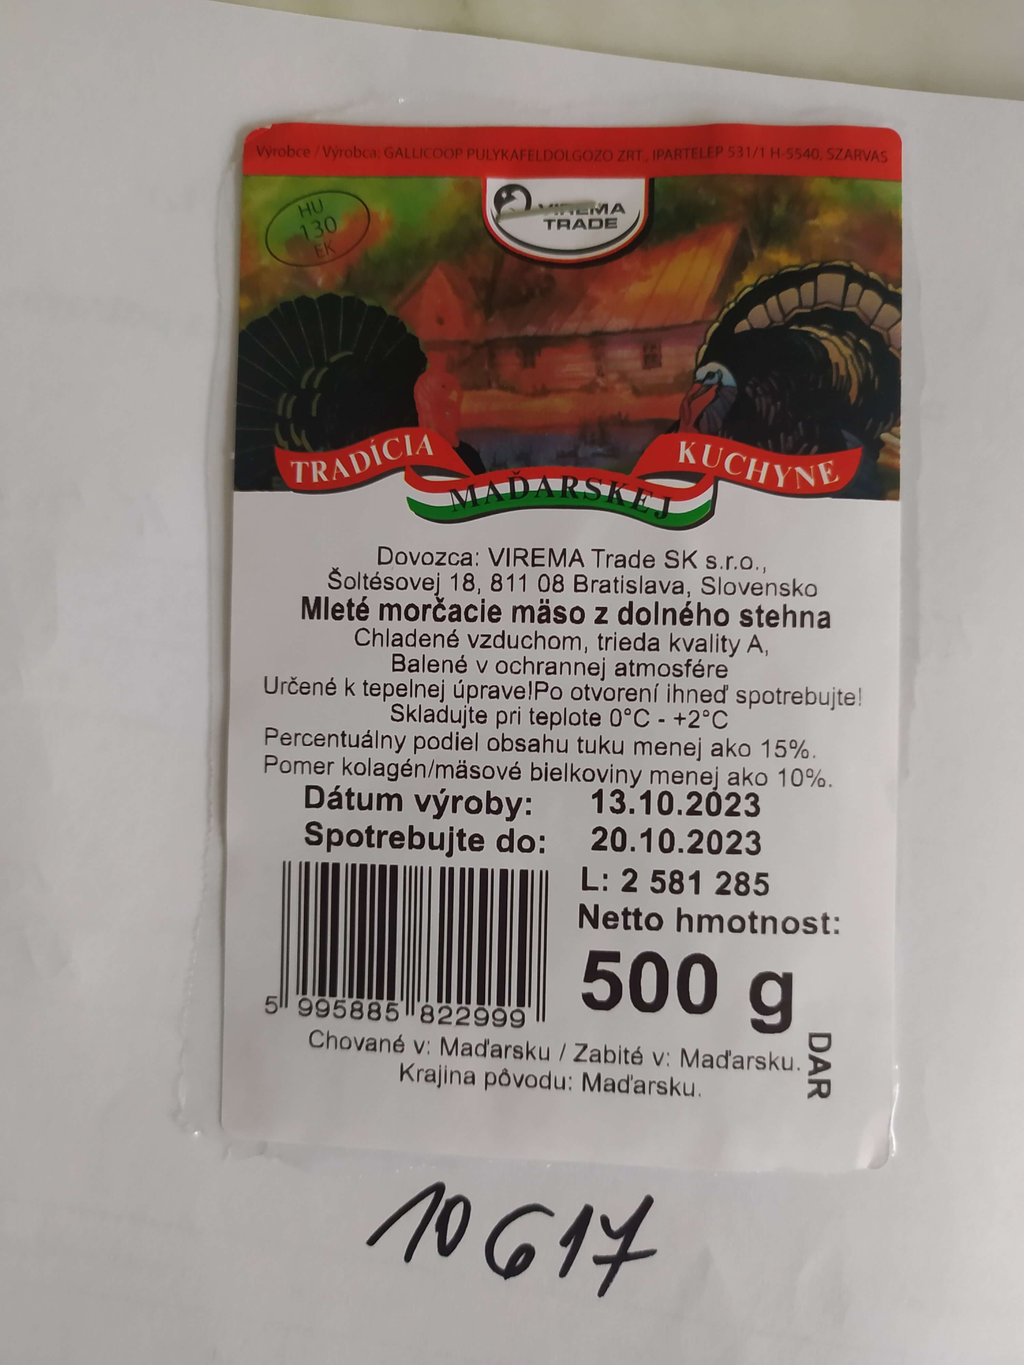 Výrobce / Výrobca: GALLICOOP PULYKAFELDOLGOZO ZRT., IPARTELEP 531/1 H-5540, SZARVAS
HU
130
EK
VIREMA
TRADE
TRADÍCIA
MAĎARSKEJ
KUCHYNE
Dovozca: VIREMA Trade SK s.r.o.,
Šoltésovej 18, 811 08 Bratislava, Slovensko
Mleté morčacie mäso z dolného stehna
Chladené vzduchom, trieda kvality A,
Balené v ochrannej atmosfére
Určené k tepelnej úprave!Po otvorení ihneď spotrebujte!
Skladujte pri teplote 0°C - +2°C
Percentuálny podiel obsahu tuku menej ako 15%.
Pomer kolagén/mäsové bielkoviny menej ako 10%.
Dátum výroby: 13.10.2023
Spotrebujte do: 20.10.2023
L: 2 581 285
Netto hmotnost:
500 g
5 995885 822999
DAR
Chované v: Maďarsku / Zabité v: Maďarsku.
Krajina pôvodu: Maďarsku.
10617